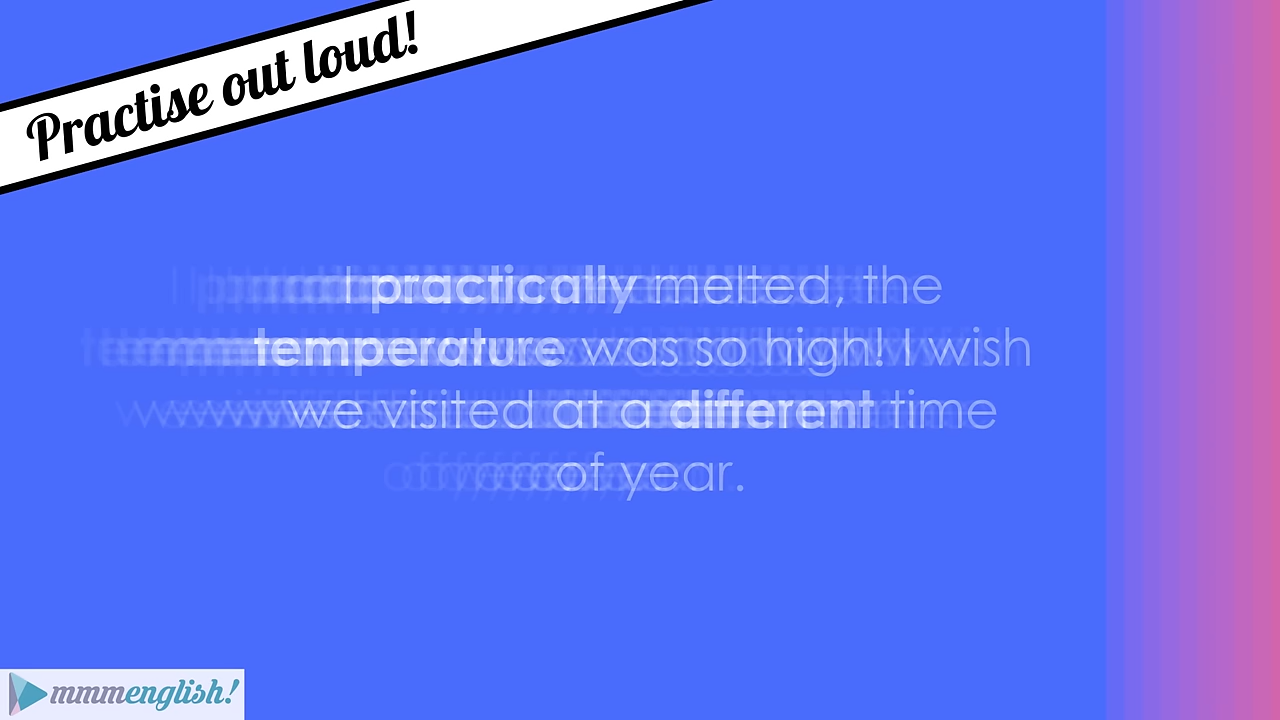 Practise out loud!
I practically melted, the
temperature was so high! I wish
we visited at a different time
of year.
mmmenglish!